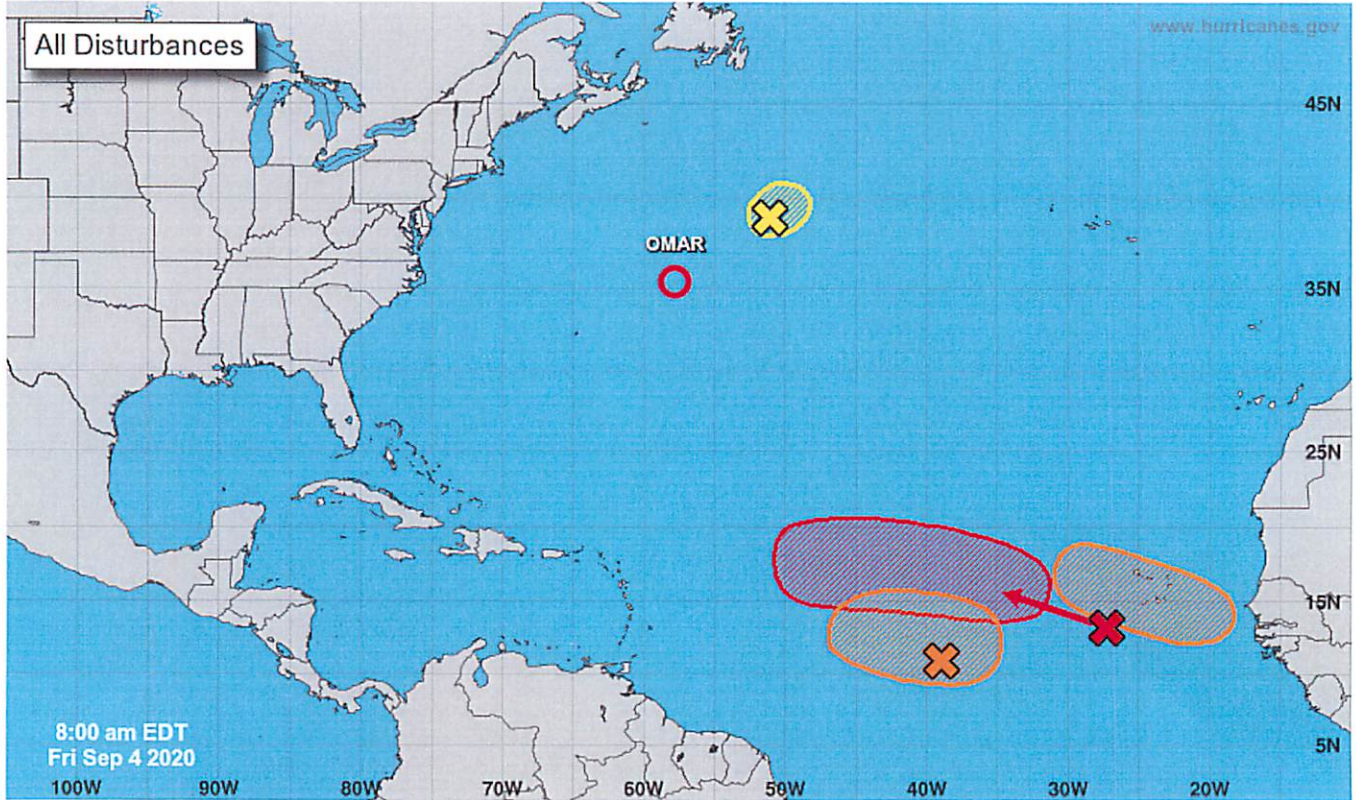 All Disturbances
www.hurricanes.gov
45N
OMAR
35N
25N
15N
8:00 am EDT
Fri Sep 4 2020
5N
100W 90W 80W 70W 60W 50W 40W 30W 20W